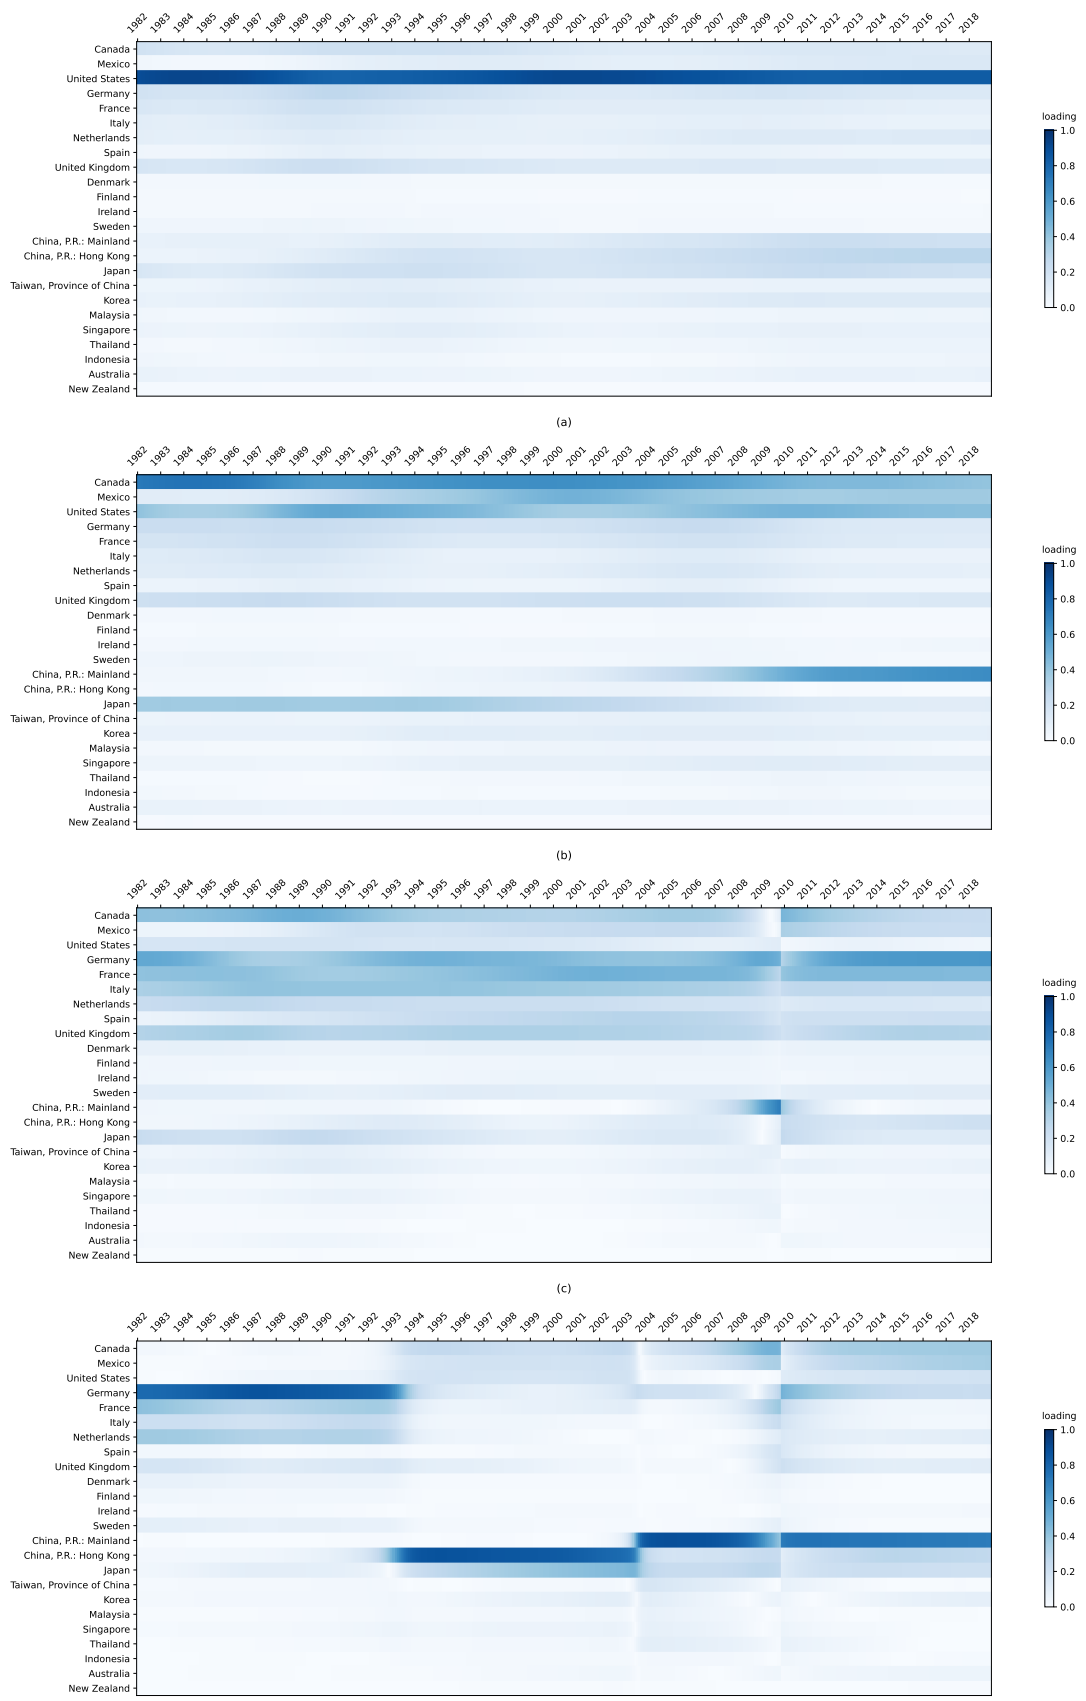 1982 1983 1984 1985 1986 1987 1988 1989 1990 1991 1992 1993 1994 1995 1996 1997 1998 1999 2000 2001 2002 2003 2004 2005 2006 2007 2008 2009 2010 2011 2012 2013 2014 2015 2016 2017 2018
Canada
Mexico
United States
Germany
France
Italy
Netherlands
Spain
United Kingdom
Denmark
Finland
Ireland
Sweden
China, P.R.: Mainland
China, P.R.: Hong Kong
Japan
Taiwan, Province of China
Korea
Malaysia
Singapore
Thailand
Indonesia
Australia
New Zealand
loading
1.0
0.8
0.6
0.4
0.2
0.0
(a)
1982 1983 1984 1985 1986 1987 1988 1989 1990 1991 1992 1993 1994 1995 1996 1997 1998 1999 2000 2001 2002 2003 2004 2005 2006 2007 2008 2009 2010 2011 2012 2013 2014 2015 2016 2017 2018
Canada
Mexico
United States
Germany
France
Italy
Netherlands
Spain
United Kingdom
Denmark
Finland
Ireland
Sweden
China, P.R.: Mainland
China, P.R.: Hong Kong
Japan
Taiwan, Province of China
Korea
Malaysia
Singapore
Thailand
Indonesia
Australia
New Zealand
loading
1.0
0.8
0.6
0.4
0.2
0.0
(b)
1982 1983 1984 1985 1986 1987 1988 1989 1990 1991 1992 1993 1994 1995 1996 1997 1998 1999 2000 2001 2002 2003 2004 2005 2006 2007 2008 2009 2010 2011 2012 2013 2014 2015 2016 2017 2018
Canada
Mexico
United States
Germany
France
Italy
Netherlands
Spain
United Kingdom
Denmark
Finland
Ireland
Sweden
China, P.R.: Mainland
China, P.R.: Hong Kong
Japan
Taiwan, Province of China
Korea
Malaysia
Singapore
Thailand
Indonesia
Australia
New Zealand
loading
1.0
0.8
0.6
0.4
0.2
0.0
(c)
1982 1983 1984 1985 1986 1987 1988 1989 1990 1991 1992 1993 1994 1995 1996 1997 1998 1999 2000 2001 2002 2003 2004 2005 2006 2007 2008 2009 2010 2011 2012 2013 2014 2015 2016 2017 2018
Canada
Mexico
United States
Germany
France
Italy
Netherlands
Spain
United Kingdom
Denmark
Finland
Ireland
Sweden
China, P.R.: Mainland
China, P.R.: Hong Kong
Japan
Taiwan, Province of China
Korea
Malaysia
Singapore
Thailand
Indonesia
Australia
New Zealand
loading
1.0
0.8
0.6
0.4
0.2
0.0